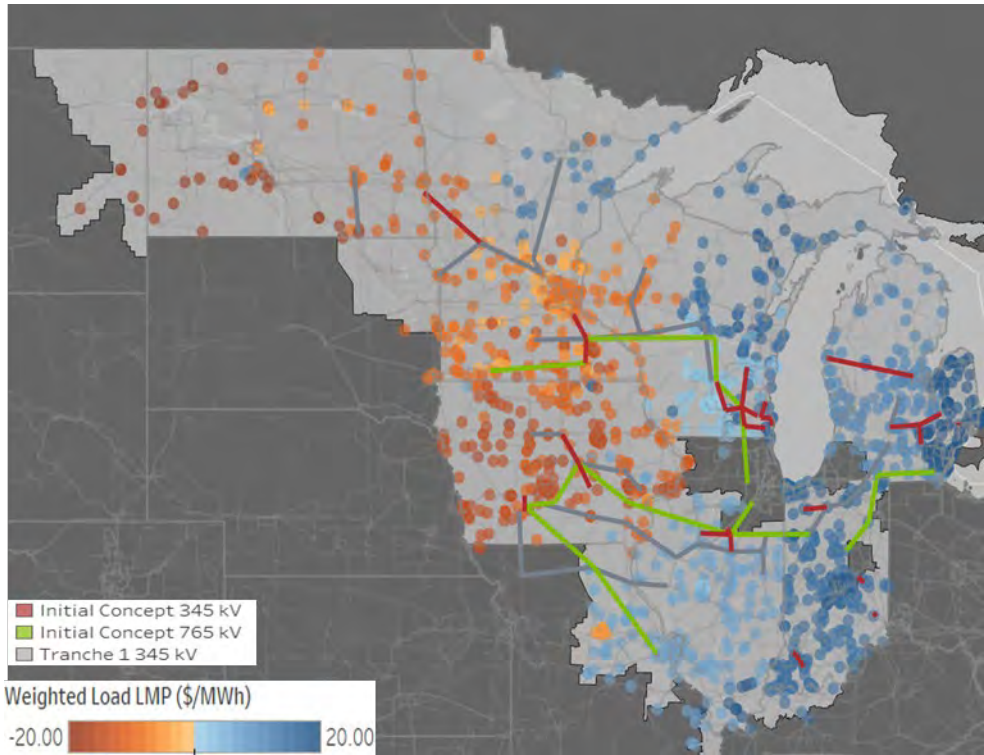 Initial Concept 345 kV
Initial Concept 765 kV
Tranche 1 345 kV
Weighted Load LMP ($/MWh)
-20.00 20.00